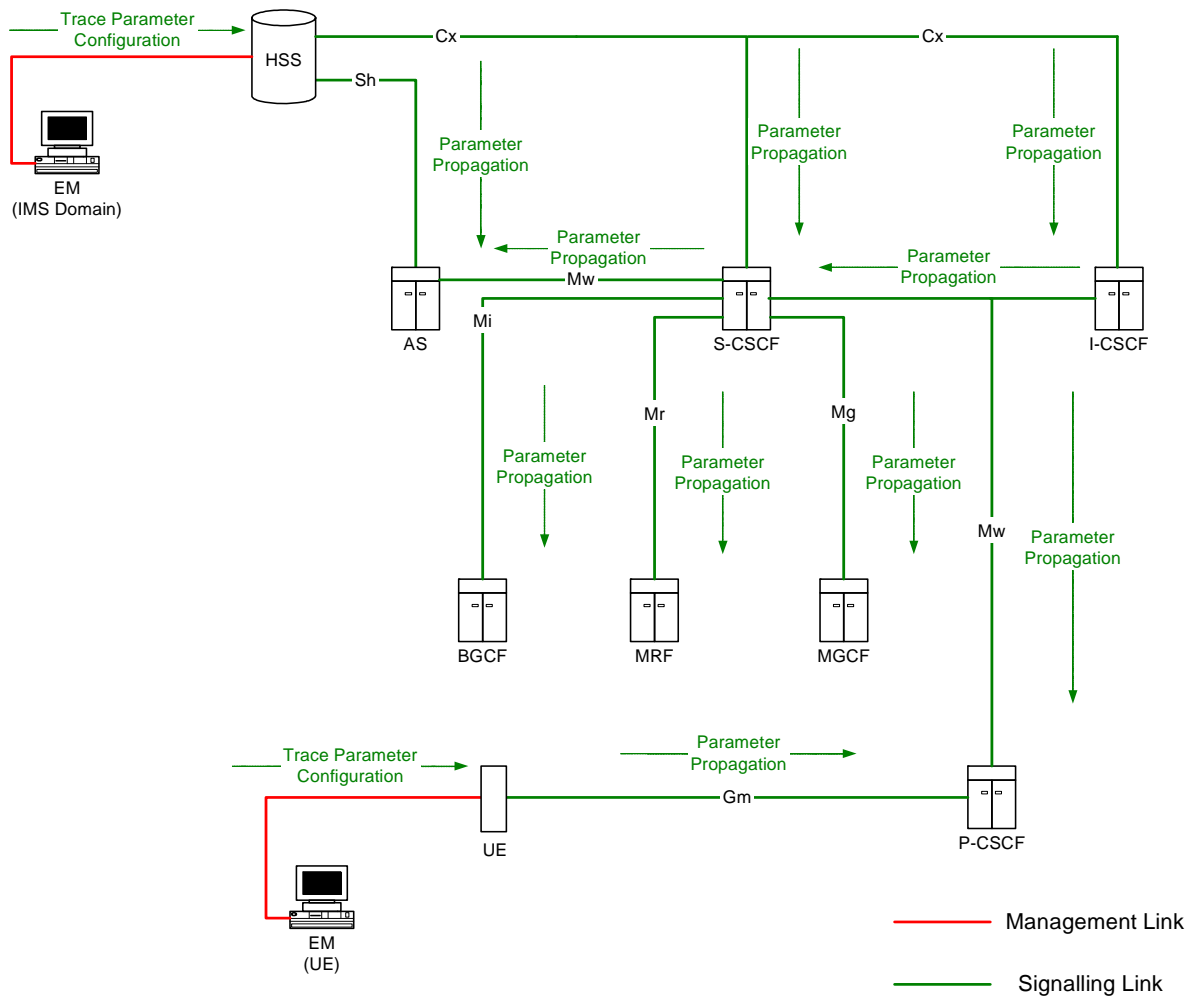 Trace Parameter
Configuration
HSS
Cx
Cx
Sh
Parameter
Propagation
Parameter
Propagation
Parameter
Propagation
EM
(IMS Domain)
Parameter
Propagation
Parameter
Propagation
Mw
Mi
AS
S-CSCF
I-CSCF
Mr
Mg
Parameter
Propagation
Parameter
Propagation
Parameter
Propagation
Mw
Parameter
Propagation
BGCF
MRF
MGCF
Trace Parameter
Configuration
Parameter
Propagation
Gm
UE
P-CSCF
EM
(UE)
Management Link
Signalling Link